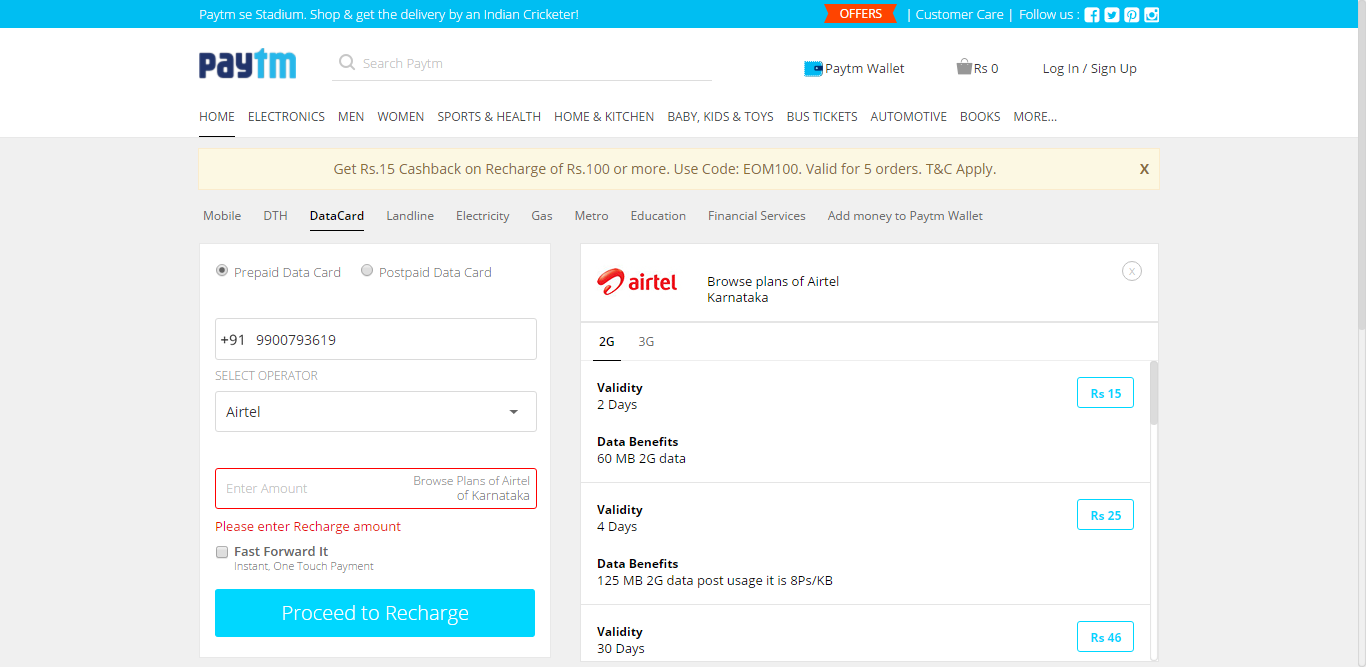 Paytm se Stadium. Shop & get the delivery by an Indian Cricketer!
OFFERS | Customer Care | Follow us :
paytm
Search Paytm
Paytm Wallet
Rs 0
Log In / Sign Up
HOME ELECTRONICS MEN WOMEN SPORTS & HEALTH HOME & KITCHEN BABY, KIDS & TOYS BUS TICKETS AUTOMOTIVE BOOKS MORE...
Get Rs.15 Cashback on Recharge of Rs.100 or more. Use Code: EOM100. Valid for 5 orders. T&C Apply. X
Mobile DTH DataCard Landline Electricity Gas Metro Education Financial Services Add money to Paytm Wallet
Prepaid Data Card Postpaid Data Card
+91 9900793619
SELECT OPERATOR
Airtel
Enter Amount
Browse Plans of Airtel
of Karnataka
Please enter Recharge amount
Fast Forward It
Instant, One Touch Payment
Proceed to Recharge
airtel
Browse plans of Airtel
Karnataka
X
2G 3G
Validity
2 Days
Rs 15
Data Benefits
60 MB 2G data
Validity
4 Days
Rs 25
Data Benefits
125 MB 2G data post usage it is 8Ps/KB
Validity
30 Days
Rs 46